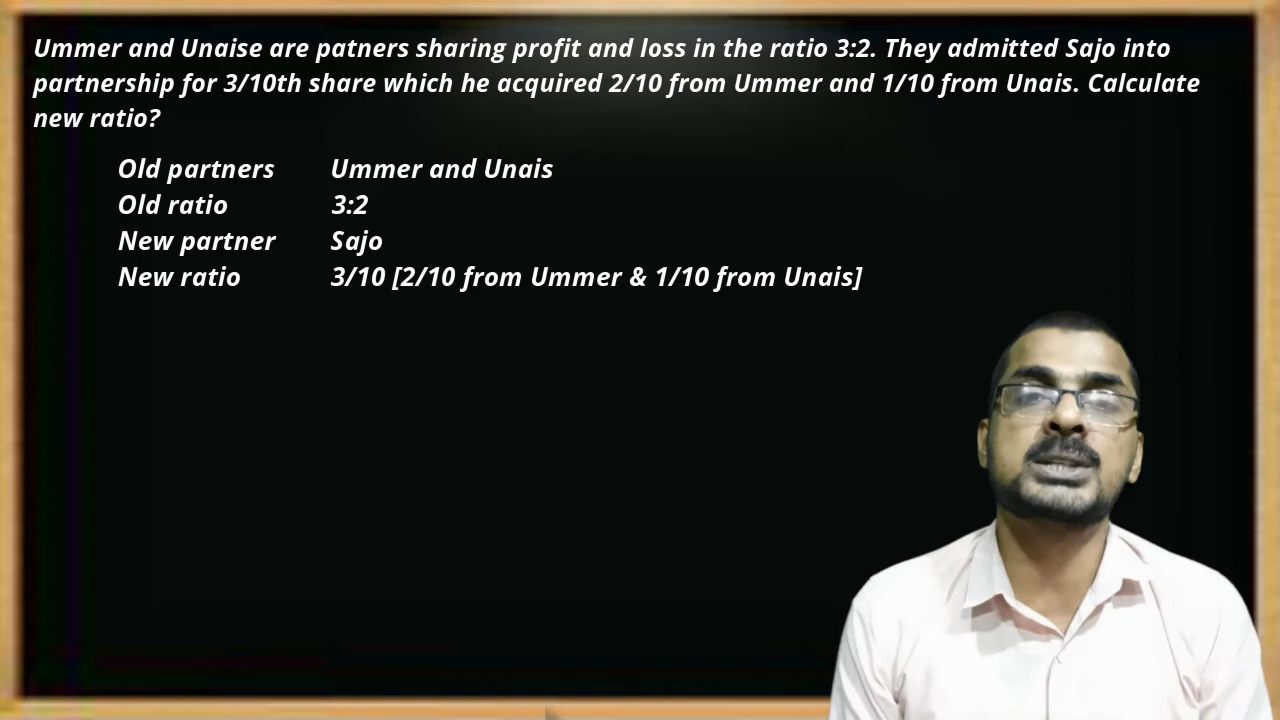 Ummer and Unaise are patners sharing profit and loss in the ratio 3:2. They admitted Sajo into
partnership for 3/10th share which he acquired 2/10 from Ummer and 1/10 from Unais. Calculate
new ratio?
Old partners Ummer and Unais
Old ratio 3:2
New partner Sajo
New ratio 3/10 [2/10 from Ummer & 1/10 from Unais]